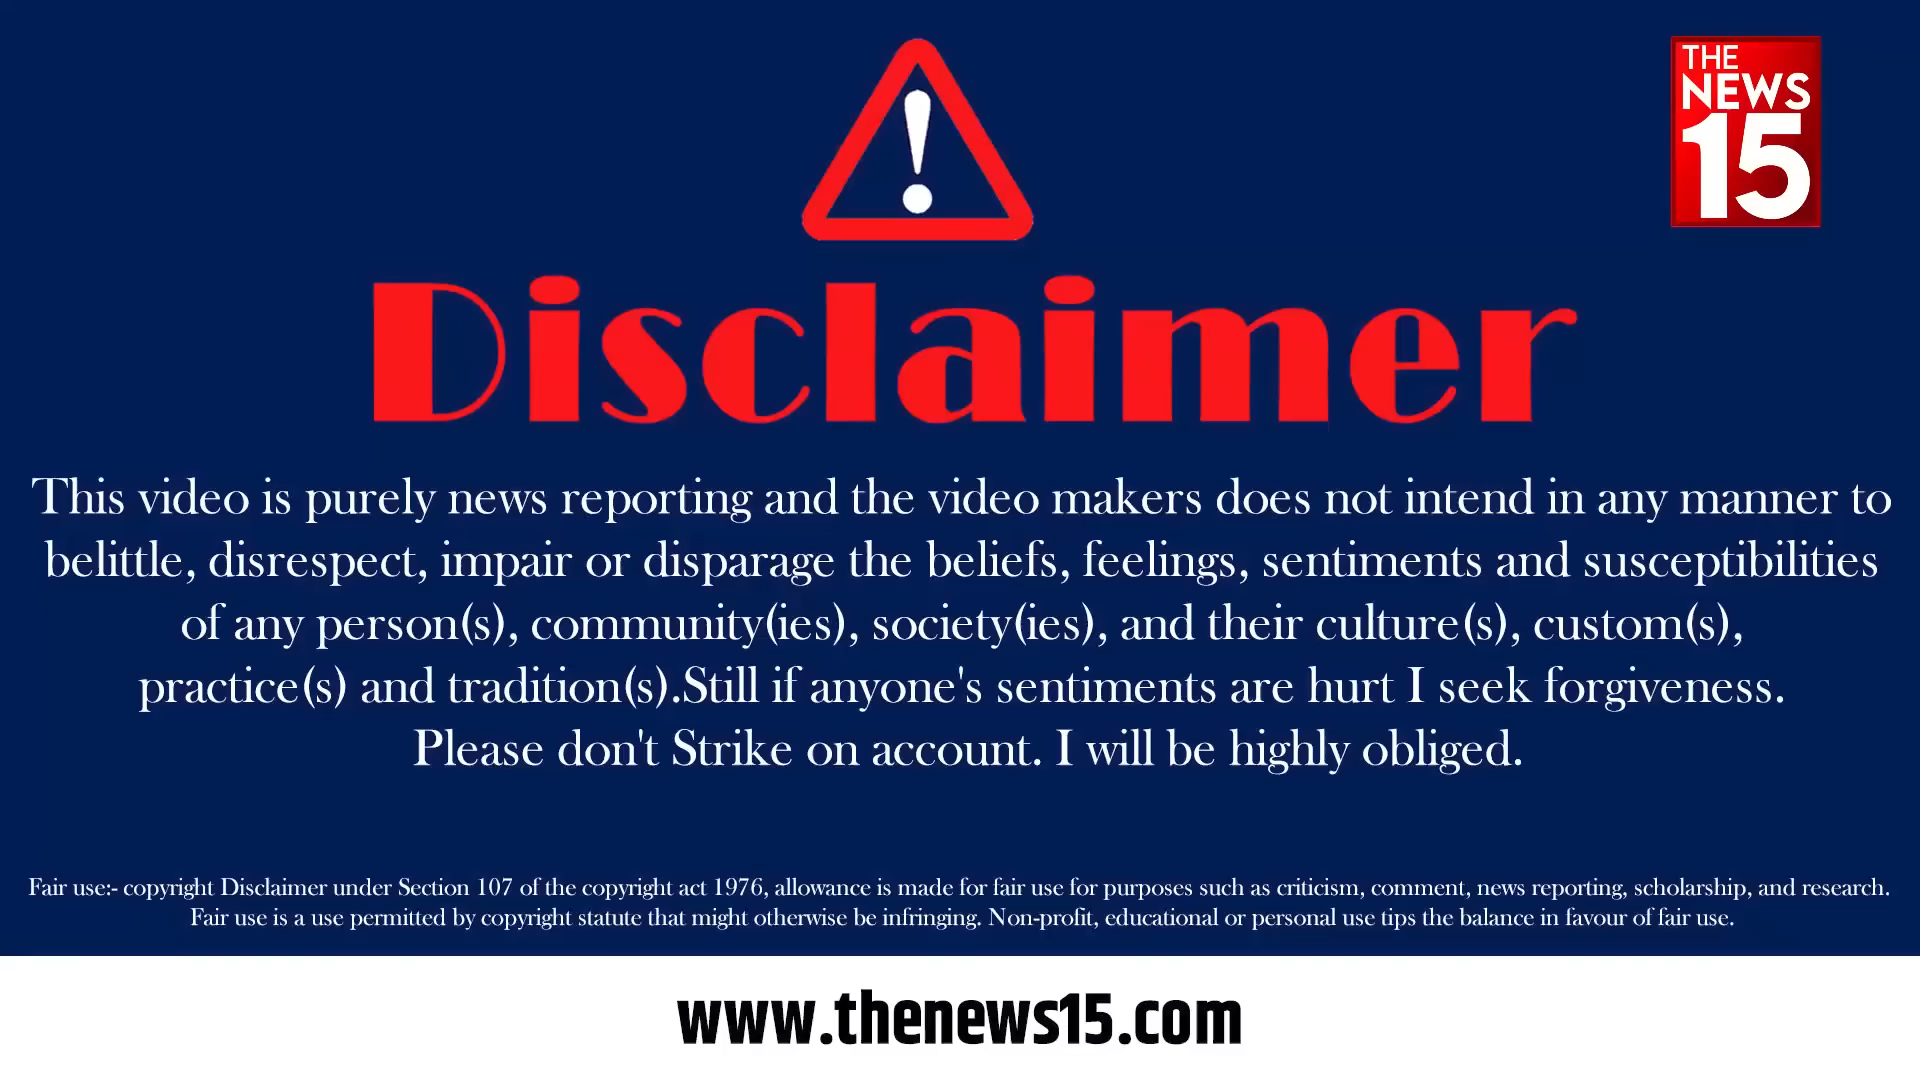 THE
NEWS
15
Disclaimer
This video is purely news reporting and the video makers does not intend in any manner to
belittle, disrespect, impair or disparage the beliefs, feelings, sentiments and susceptibilities
of any person(s), community(ies), society(ies), and their culture(s), custom(s),
practice(s) and tradition(s).Still if anyone's sentiments are hurt I seek forgiveness.
Please don't Strike on account. I will be highly obliged.
Fair use:- copyright Disclaimer under Section 107 of the copyright act 1976, allowance is made for fair use for purposes such as criticism, comment, news reporting, scholarship, and research.
Fair use is a use permitted by copyright statute that might otherwise be infringing. Non-profit, educational or personal use tips the balance in favour of fair use.
www.thenews15.com